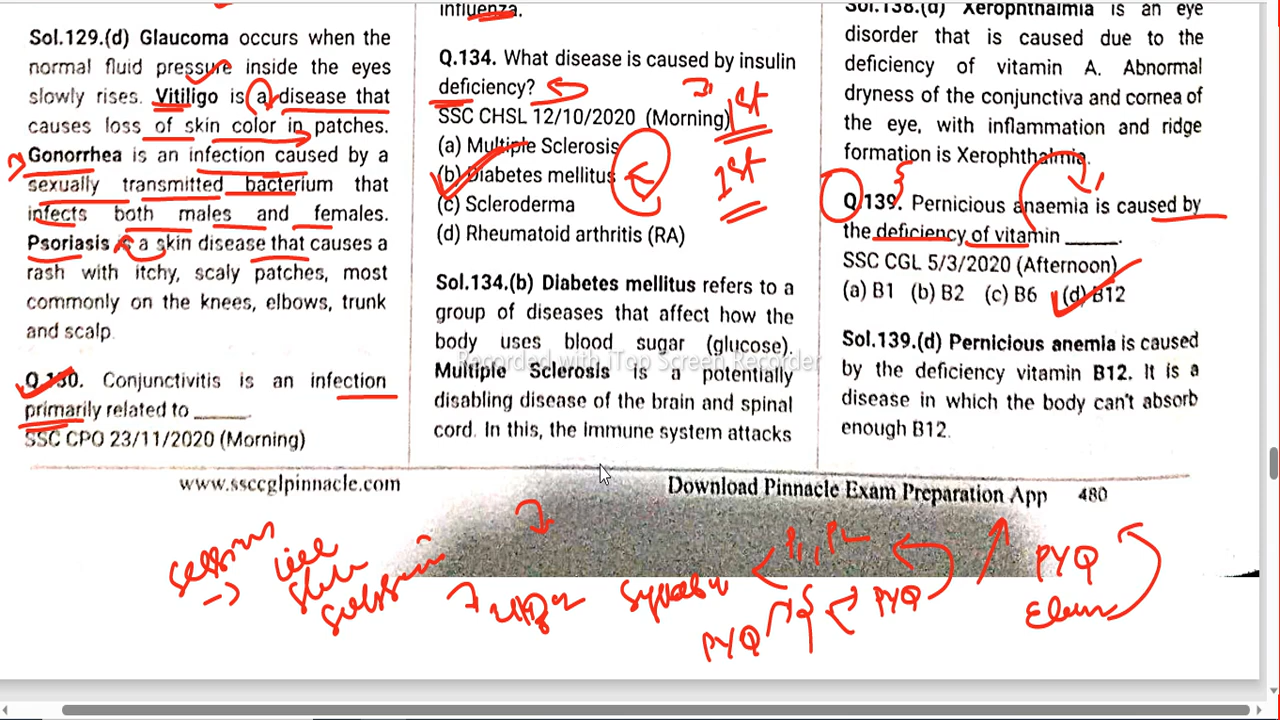 Sol.129.(d) Glaucoma occurs when the
normal fluid pressure inside the eyes
slowly rises. Vitiligo is a disease that
causes loss of skin color in patches.
Gonorrhea is an infection caused by a
sexually transmitted bacterium that
infects both males and females.
Psoriasis is a skin disease that causes a
rash with itchy, scaly patches, most
commonly on the knees, elbows, trunk
and scalp.
Q.130. Conjunctivitis is an infection
primarily related to _____.
SSC CPO 23/11/2020 (Morning)
influenza.
Q.134. What disease is caused by insulin
deficiency?
SSC CHSL 12/10/2020 (Morning)
(a) Multiple Sclerosis
(b) Diabetes mellitus
(c) Scleroderma
(d) Rheumatoid arthritis (RA)
1st
1st
Sol.134.(b) Diabetes mellitus refers to a
group of diseases that affect how the
body uses blood sugar (glucose).
Multiple Sclerosis is a potentially
disabling disease of the brain and spinal
cord. In this, the immune system attacks
Sol.138.(d) Xerophthalmia is an eye
disorder that is caused due to the
deficiency of vitamin A. Abnormal
dryness of the conjunctiva and cornea of
the eye, with inflammation and ridge
formation is Xerophthalmia.
Q.139. Pernicious anaemia is caused by
the deficiency of vitamin _____.
SSC CGL 5/3/2020 (Afternoon)
(a) B1 (b) B2 (c) B6 (d) B12
Sol.139.(d) Pernicious anemia is caused
by the deficiency vitamin B12. It is a
disease in which the body can't absorb
enough B12.
Recorded with iTop Screen Recorder
www.ssccglpinnacle.com
Download Pinnacle Exam Preparation App 480
PYQ
PYQ
PYQ